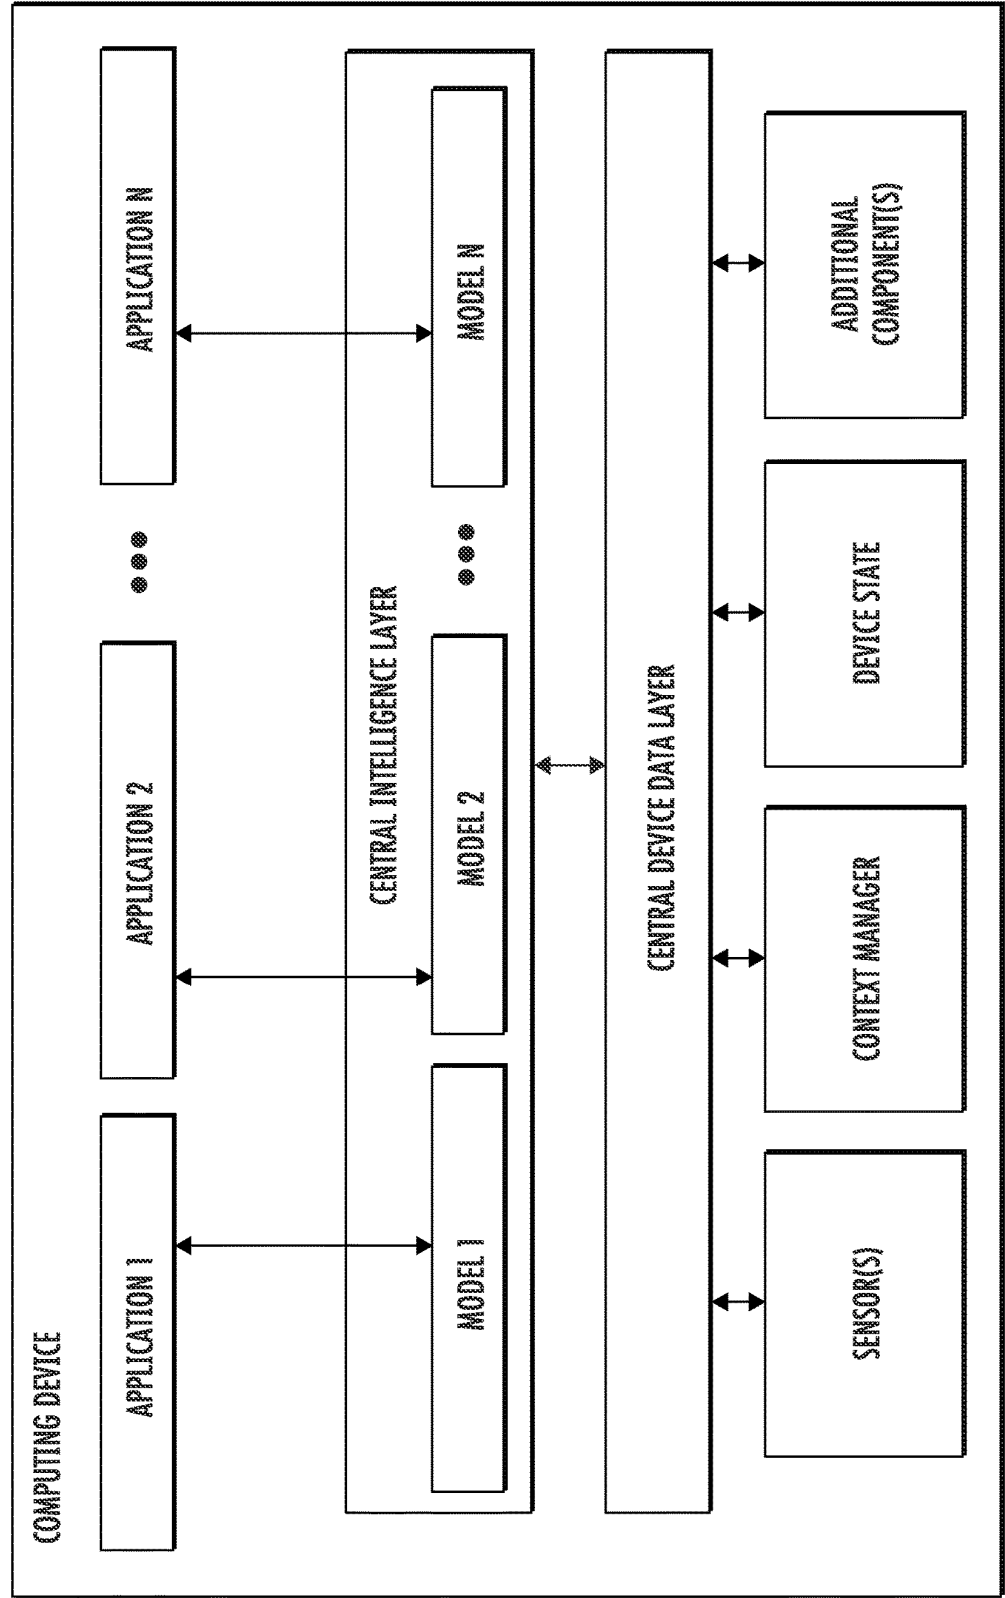 COMPUTING DEVICE
APPLICATION 1
APPLICATION 2
APPLICATION N
CENTRAL INTELLIGENCE LAYER
MODEL 1
MODEL 2
MODEL N
CENTRAL DEVICE DATA LAYER
SENSOR(S)
CONTEXT MANAGER
DEVICE STATE
ADDITIONAL
COMPONENT(S)